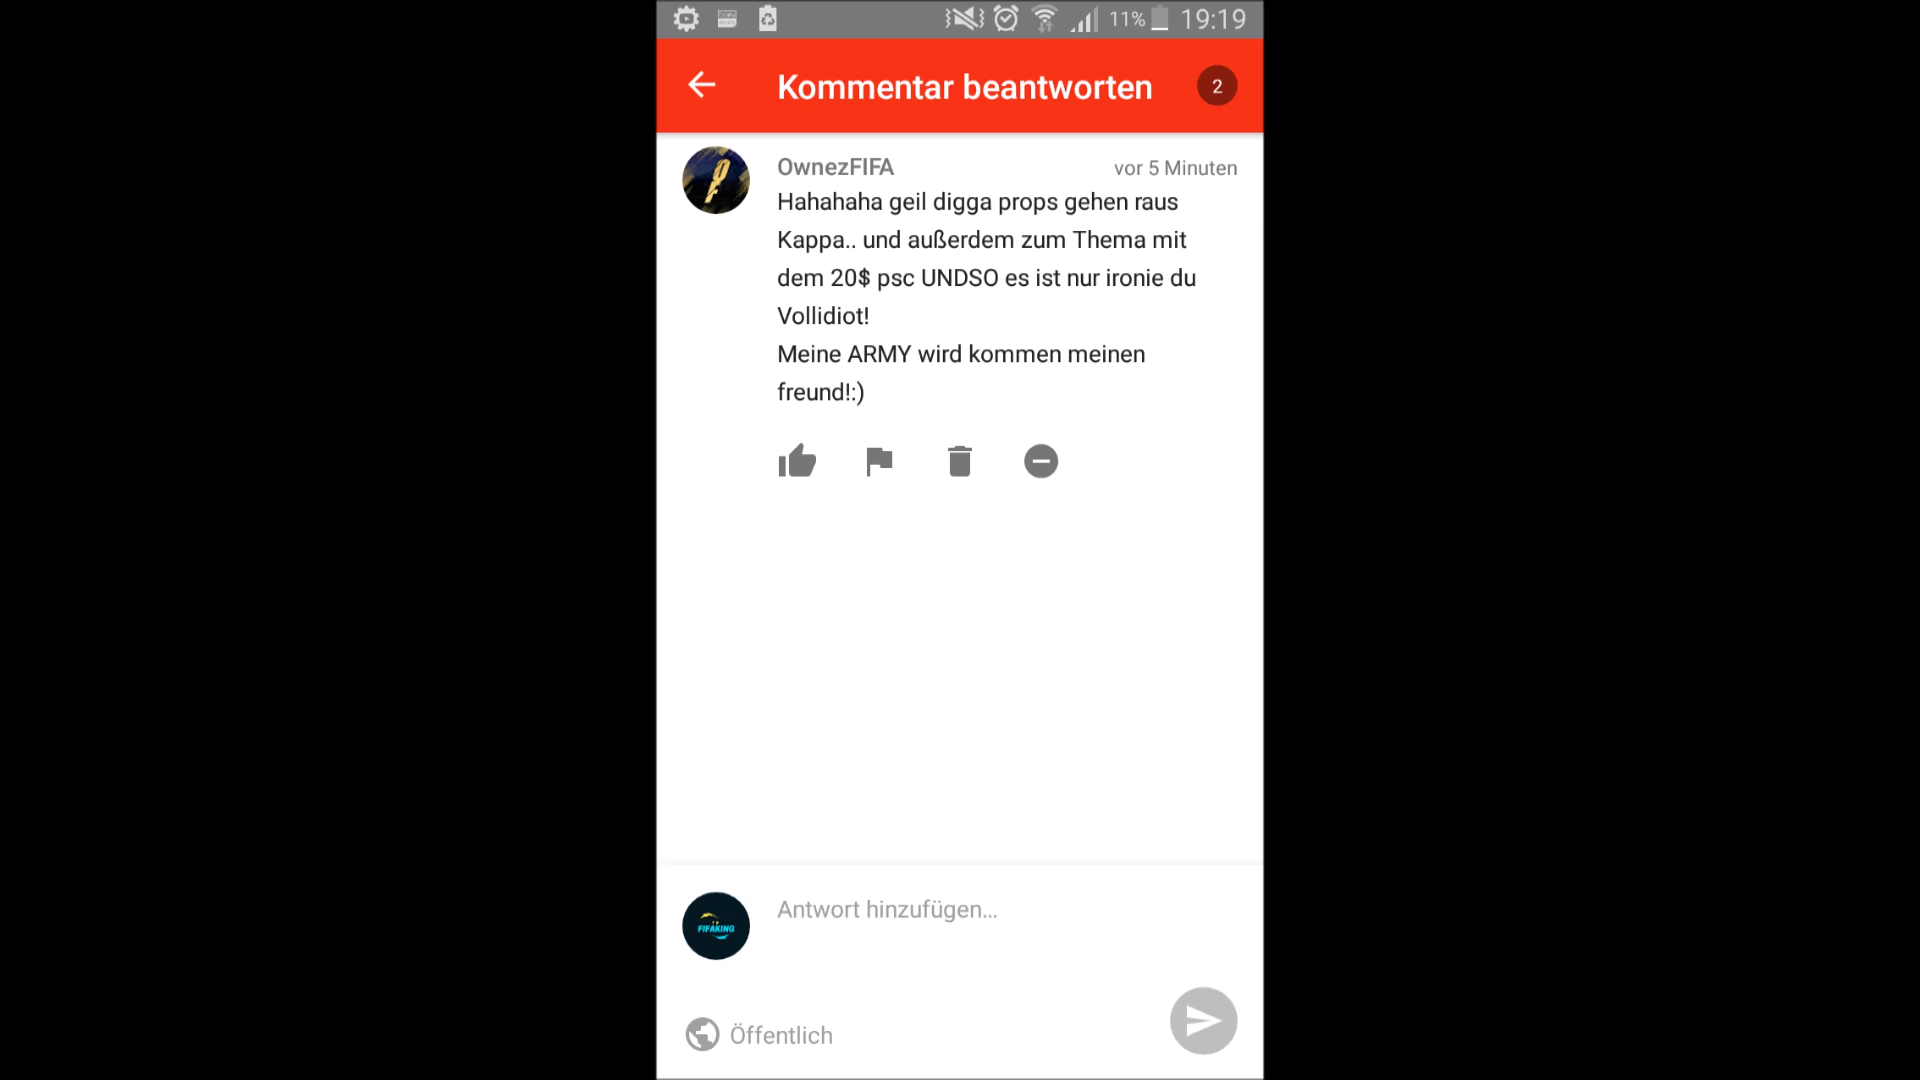 11% 19:19
Kommentar beantworten 2
OwnezFIFA vor 5 Minuten
Hahahaha geil digga props gehen raus
Kappa.. und außerdem zum Thema mit
dem 20$ psc UNDSO es ist nur ironie du
Vollidiot!
Meine ARMY wird kommen meinen
freund!:)
Antwort hinzufügen...
FIFAKING
Öffentlich